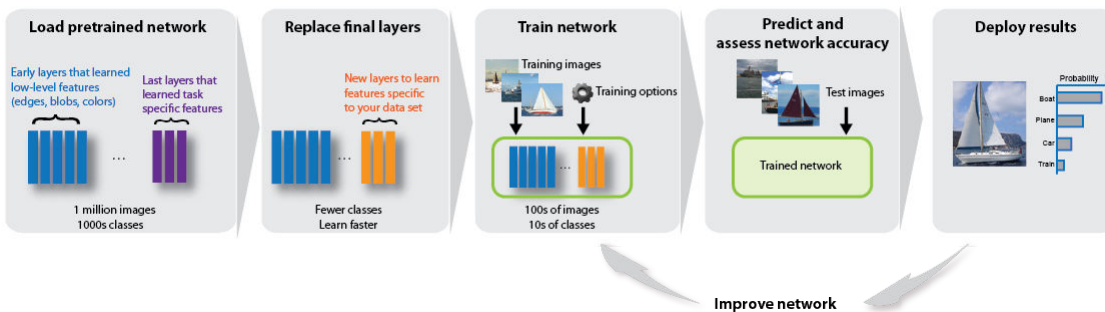 Load pretrained network
Early layers that learned
low-level features
(edges, blobs, colors)
Last layers that
learned task
specific features
...
1 million images
1000s classes
Replace final layers
New layers to learn
features specific
to your data set
...
Fewer classes
Learn faster
Train network
Training images
Training options
...
100s of images
10s of classes
Predict and
assess network accuracy
Test images
Trained network
Deploy results
Probability
Boat
Plane
Car
Train
Improve network